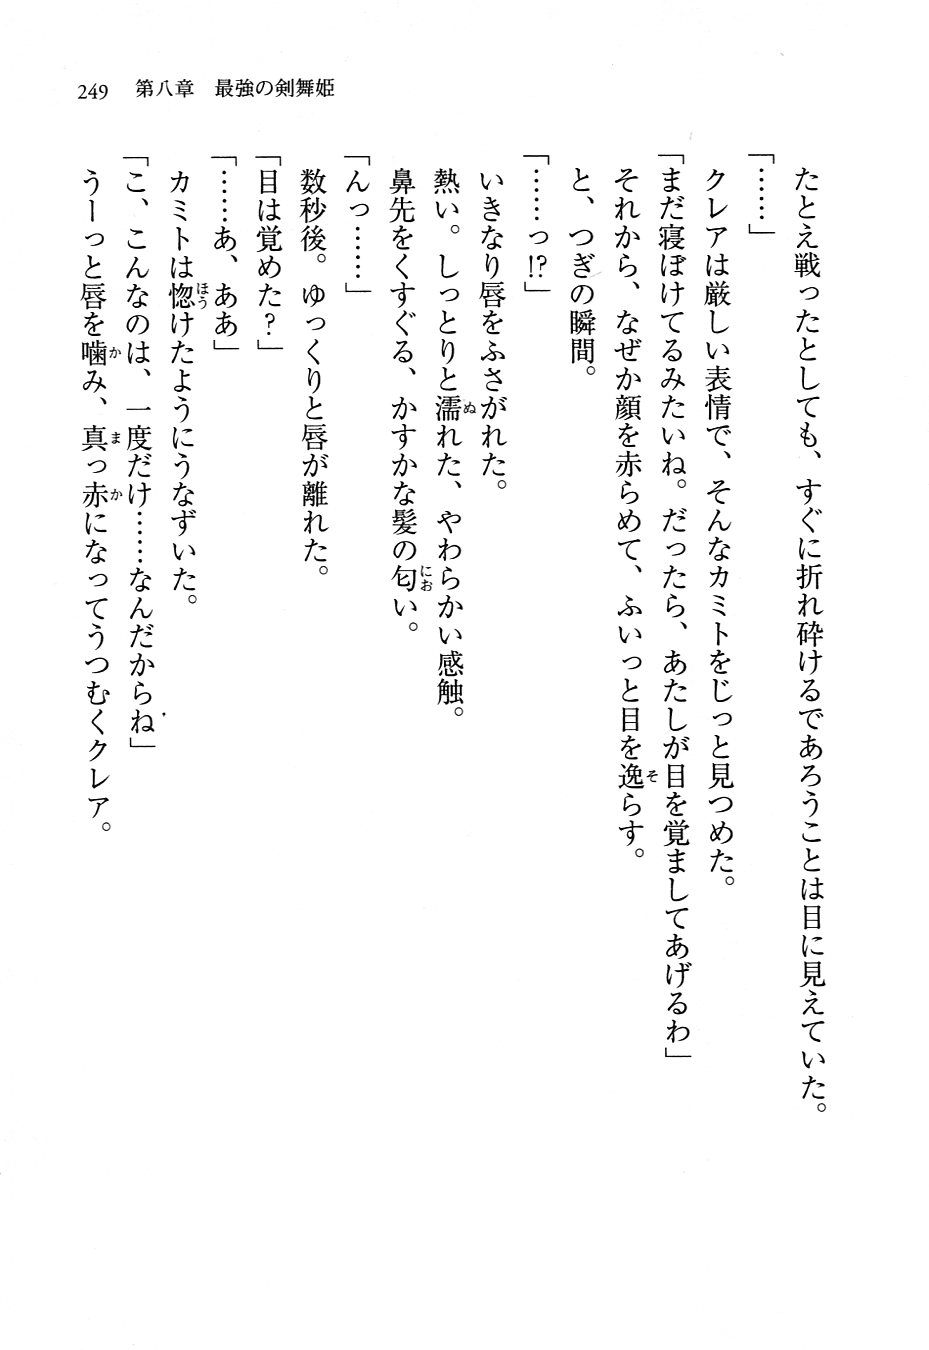 249 第八章　最強の剣舞姫
たとえ戦ったとしても、すぐに折れ砕けるであろうことは目に見えていた。
「……」
クレアは厳しい表情で、そんなカミトをじっと見つめた。
「まだ寝ぼけてるみたいね。だったら、あたしが目を覚ましてあげるわ」
それから、なぜか顔を赤らめて、ふいっと目を逸らす。
と、つぎの瞬間。
「……っ!?」
いきなり唇をふさがれた。
熱い。しっとりと濡れた、やわらかい感触。
鼻先をくすぐる、かすかな髪の匂い。
「んっ……」
数秒後。ゆっくりと唇が離れた。
「目は覚めた?」
「……あ、ああ」
カミトは惚けたようにうなずいた。
「こ、こんなのは、一度だけ……なんだからね」
うーっと唇を噛み、真っ赤になってうつむくクレア。